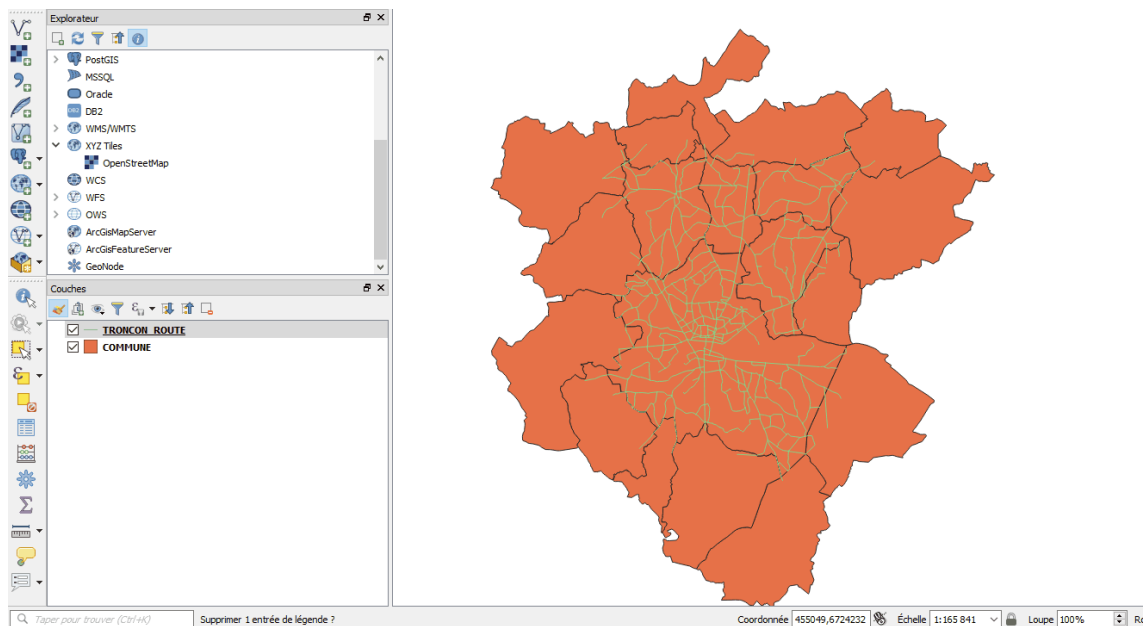 Explorateur
PostGIS
MSSQL
Oracle
DB2
DB2
WMS/WMTS
XYZ Tiles
OpenStreetMap
WCS
WFS
OWS
ArcGisMapServer
ArcGisFeatureServer
GeoNode
Couches
TRONCON_ROUTE
COMMUNE
Taper pour trouver (Ctrl+K) Supprimer 1 entrée de légende ? Coordonnée 455049,6724232 Échelle 1:165 841 Loupe 100%